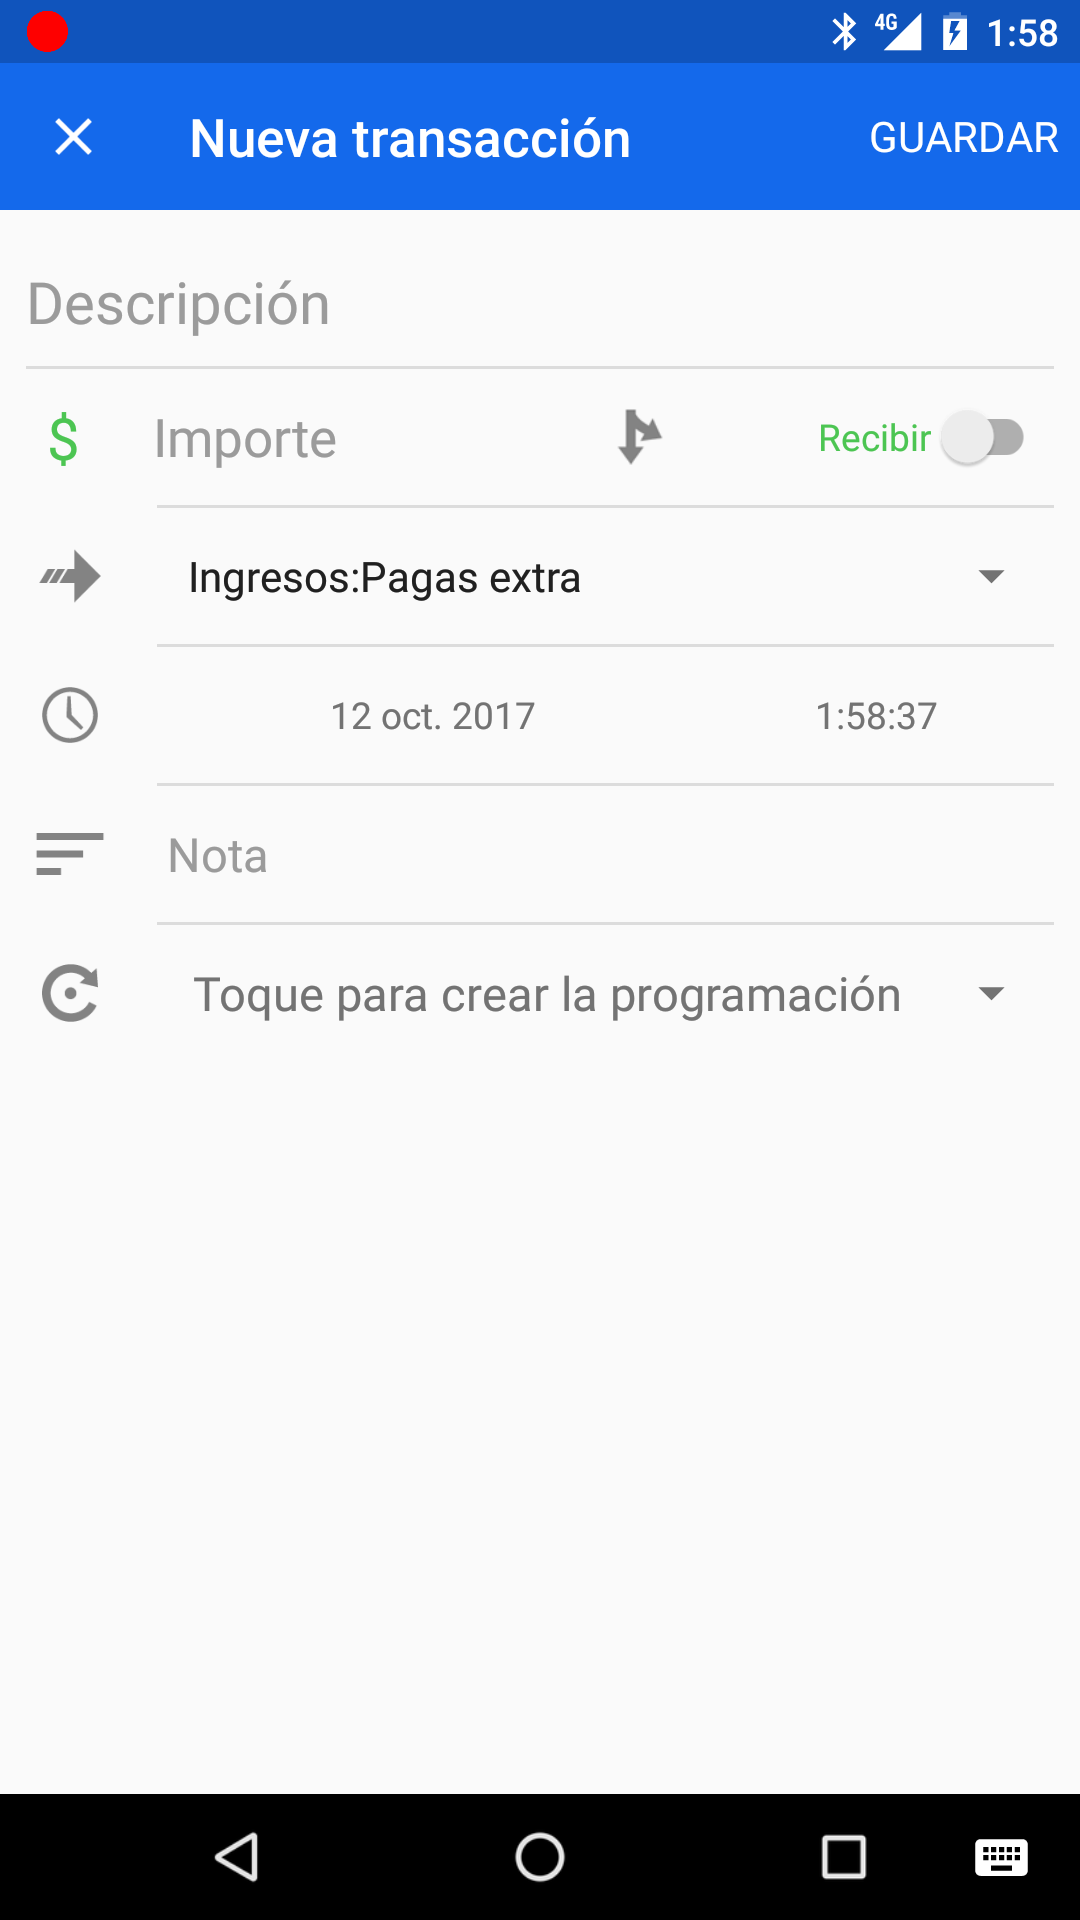 4G 1:58
Nueva transacción GUARDAR
Descripción
$ Importe Recibir
Ingresos:Pagas extra
12 oct. 2017 1:58:37
Nota
Toque para crear la programación